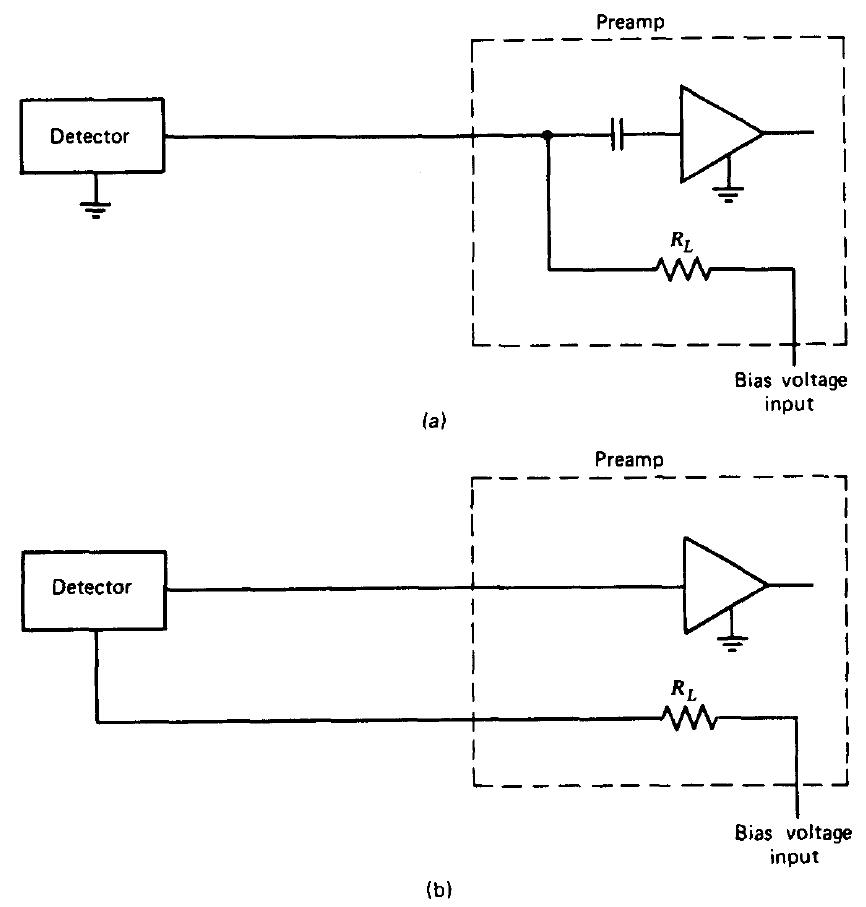 Preamp
Detector
R_L
Bias voltage
input
(a)
Preamp
Detector
R_L
Bias voltage
input
(b)